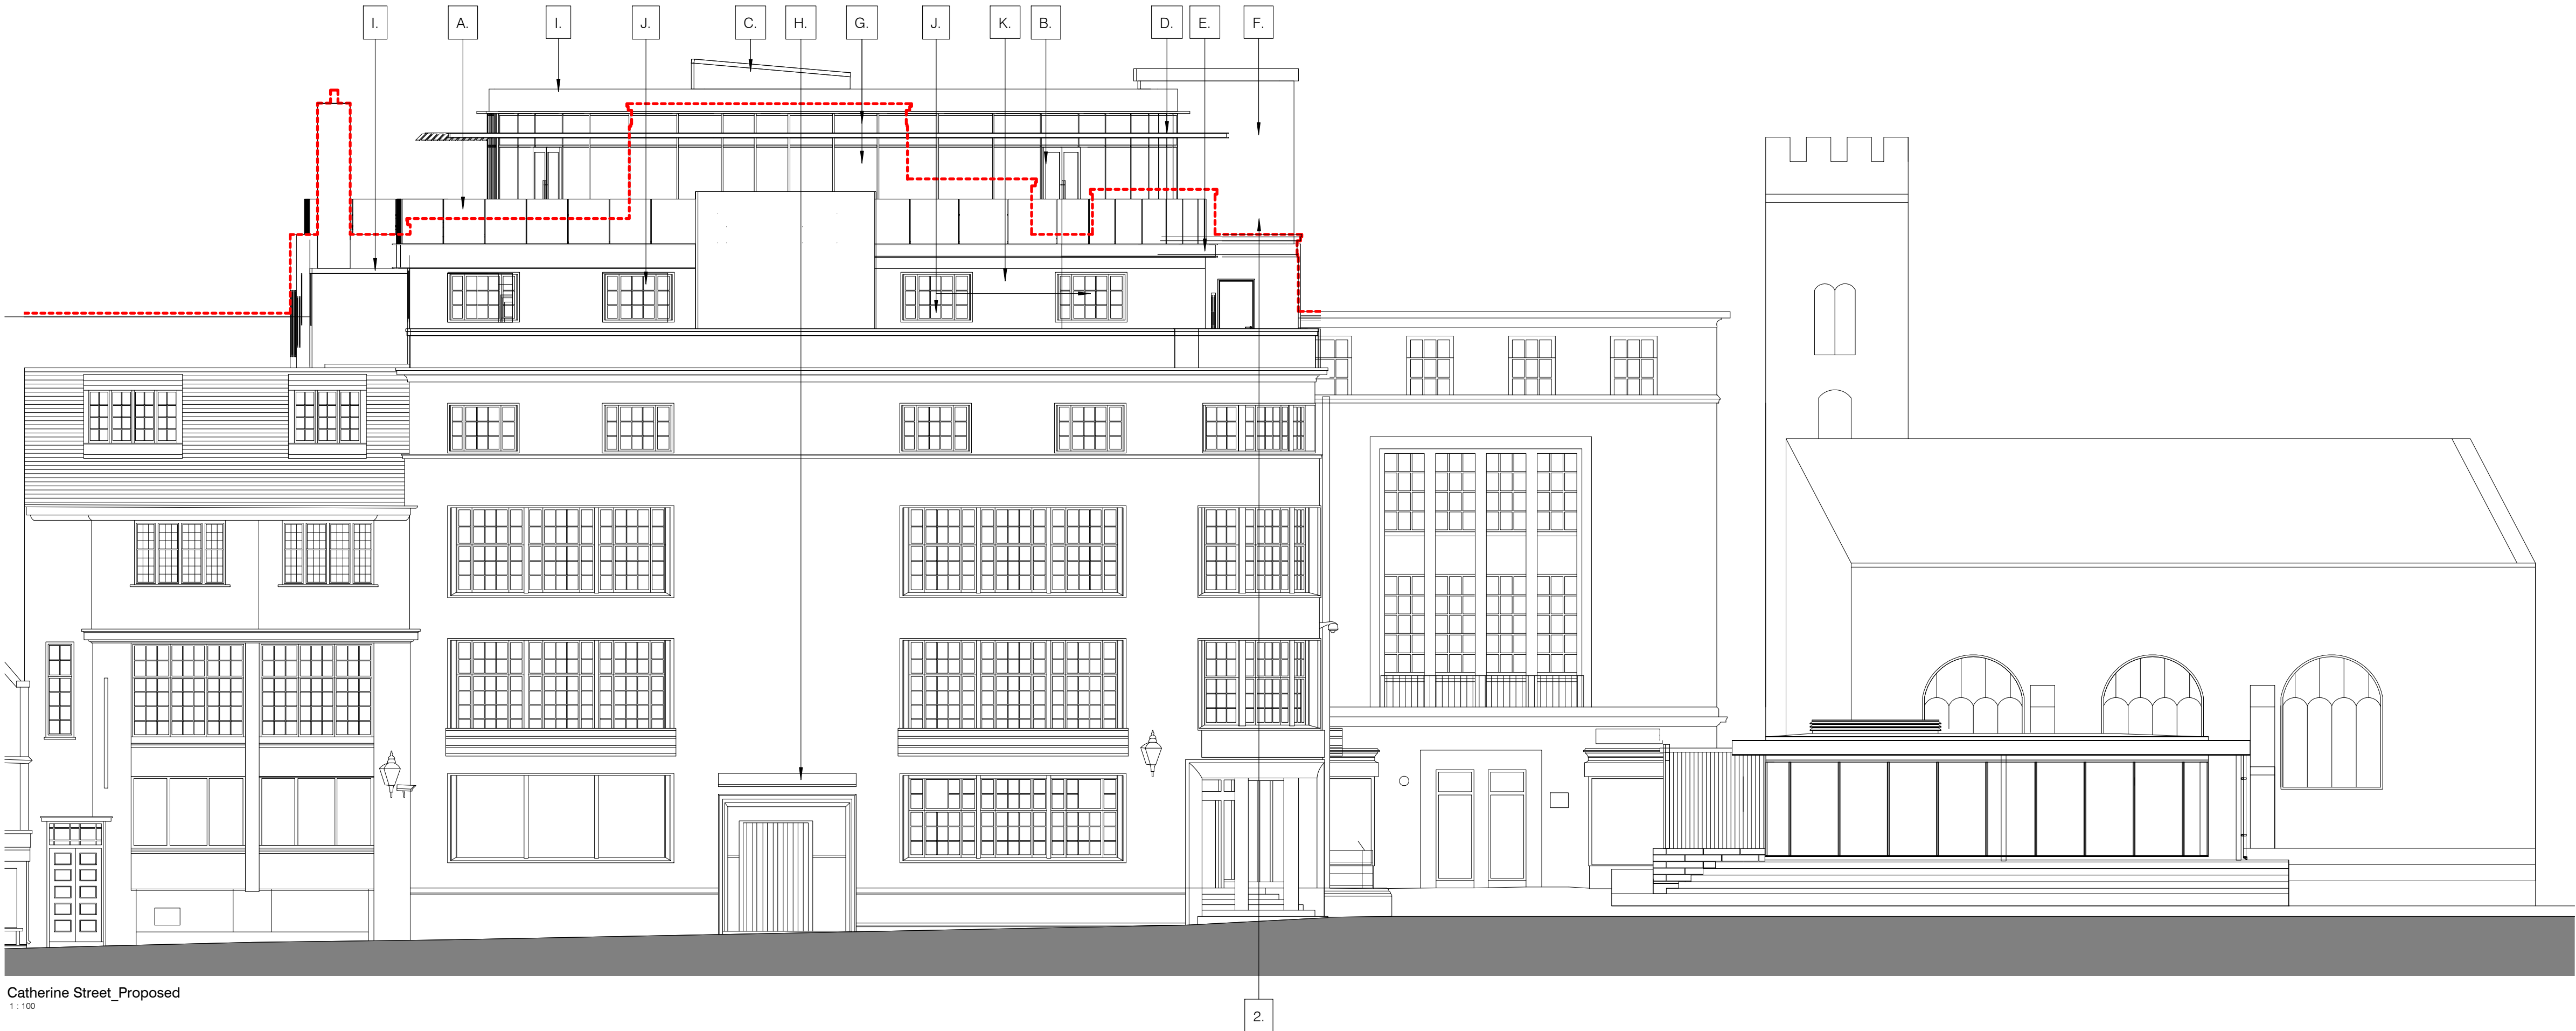 I. A. I. J. C. H. G. J. K. B. D. E. F.
Catherine Street_Proposed
1 : 100
2.